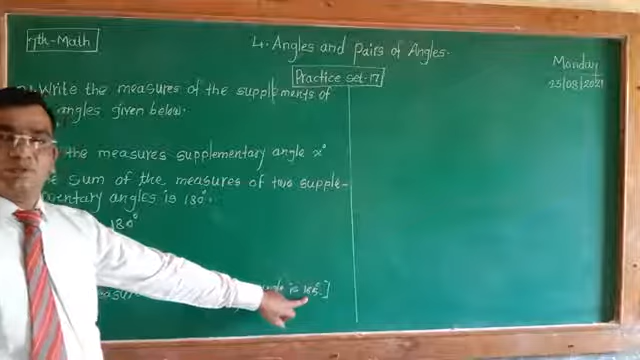 7th-Math
4. Angles and Pairs of Angles.
Practice set-17
Monday
23/08/2021
Write the measures of the supplements of
angles given below.
the measures supplementary angle x°
sum of the measures of two supple-
mentary angles is 180°.
180°
is 165°]